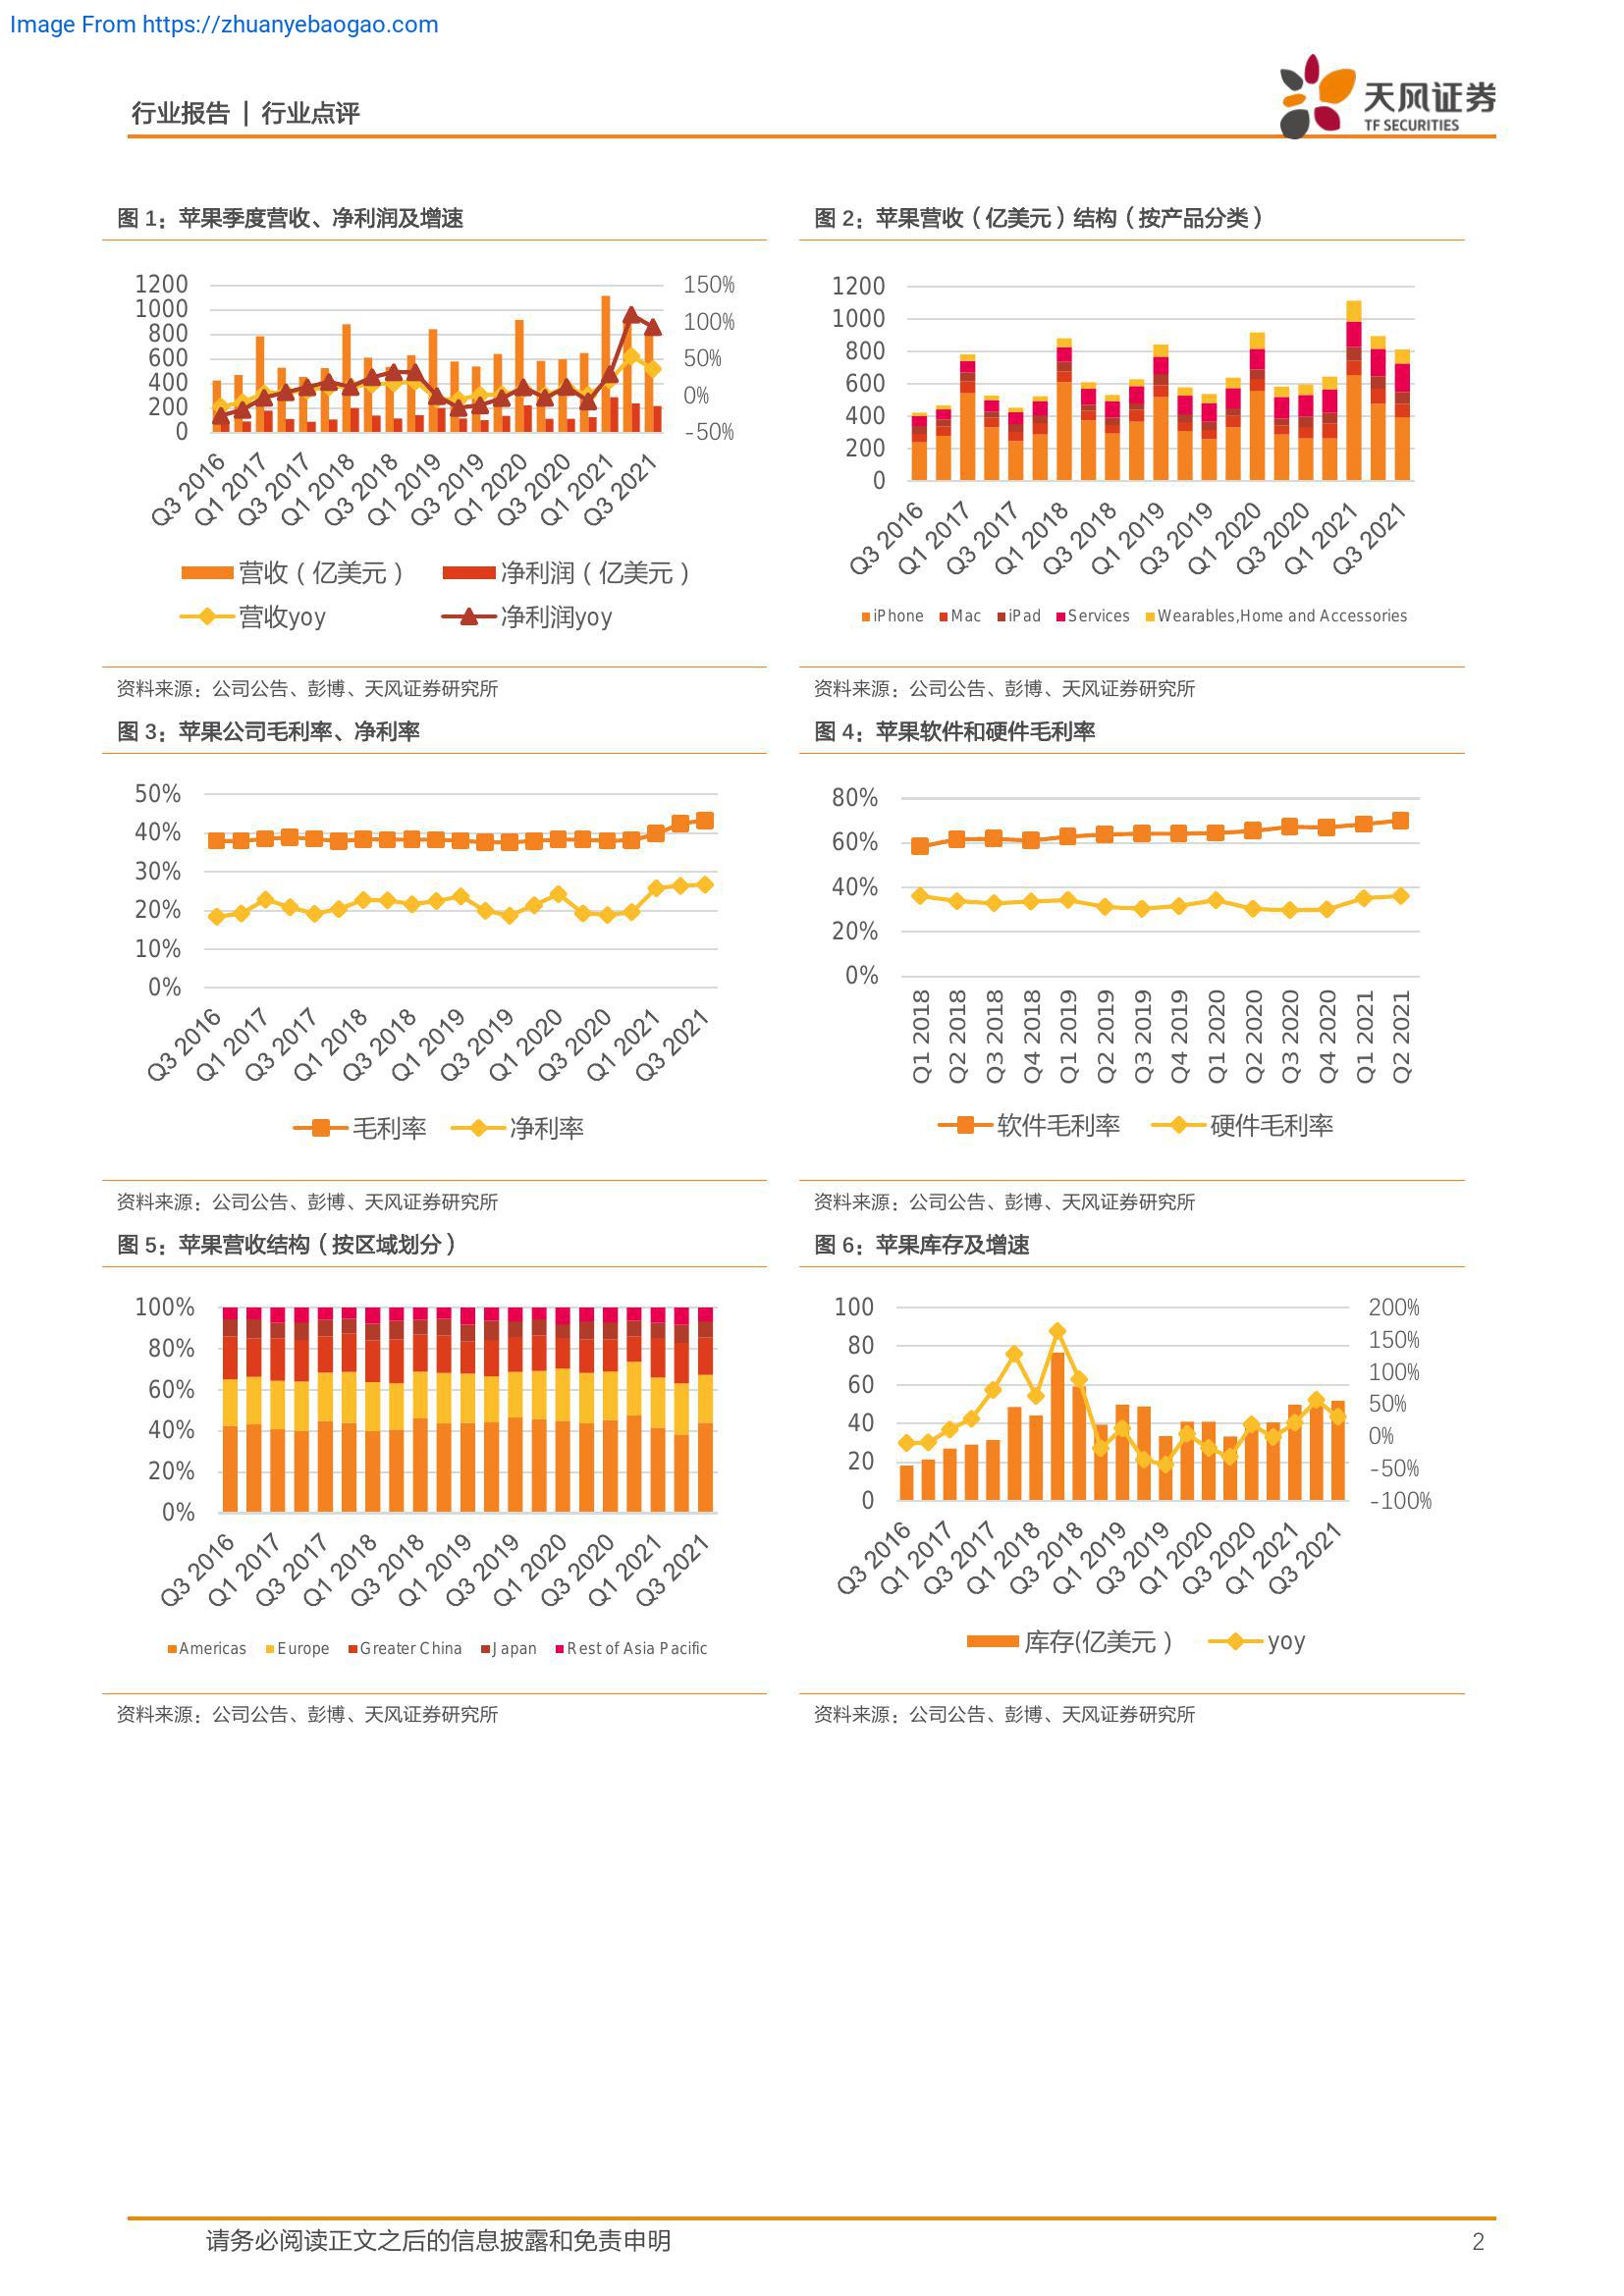 Image From https://zhuanyebaogao.com
行业报告 | 行业点评
天风证券
TF SECURITIES
图 1：苹果季度营收、净利润及增速
1200
1000
800
600
400
200
0
150%
100%
50%
0%
-50%
Q3 2016
Q1 2017
Q3 2017
Q1 2018
Q3 2018
Q1 2019
Q3 2019
Q1 2020
Q3 2020
Q1 2021
Q3 2021
营收（亿美元） 净利润（亿美元）
营收yoy 净利润yoy
资料来源：公司公告、彭博、天风证券研究所
图 2：苹果营收（亿美元）结构（按产品分类）
1200
1000
800
600
400
200
0
Q3 2016
Q1 2017
Q3 2017
Q1 2018
Q3 2018
Q1 2019
Q3 2019
Q1 2020
Q3 2020
Q1 2021
Q3 2021
iPhone Mac iPad Services Wearables,Home and Accessories
资料来源：公司公告、彭博、天风证券研究所
图 3：苹果公司毛利率、净利率
50%
40%
30%
20%
10%
0%
Q3 2016
Q1 2017
Q3 2017
Q1 2018
Q3 2018
Q1 2019
Q3 2019
Q1 2020
Q3 2020
Q1 2021
Q3 2021
毛利率 净利率
资料来源：公司公告、彭博、天风证券研究所
图 4：苹果软件和硬件毛利率
80%
60%
40%
20%
0%
Q1 2018
Q2 2018
Q3 2018
Q4 2018
Q1 2019
Q2 2019
Q3 2019
Q4 2019
Q1 2020
Q2 2020
Q3 2020
Q4 2020
Q1 2021
Q2 2021
软件毛利率 硬件毛利率
资料来源：公司公告、彭博、天风证券研究所
图 5：苹果营收结构（按区域划分）
100%
80%
60%
40%
20%
0%
Q3 2016
Q1 2017
Q3 2017
Q1 2018
Q3 2018
Q1 2019
Q3 2019
Q1 2020
Q3 2020
Q1 2021
Q3 2021
Americas Europe Greater China Japan Rest of Asia Pacific
资料来源：公司公告、彭博、天风证券研究所
图 6：苹果库存及增速
100
80
60
40
20
0
200%
150%
100%
50%
0%
-50%
-100%
Q3 2016
Q1 2017
Q3 2017
Q1 2018
Q3 2018
Q1 2019
Q3 2019
Q1 2020
Q3 2020
Q1 2021
Q3 2021
库存(亿美元） yoy
资料来源：公司公告、彭博、天风证券研究所
请务必阅读正文之后的信息披露和免责申明 2